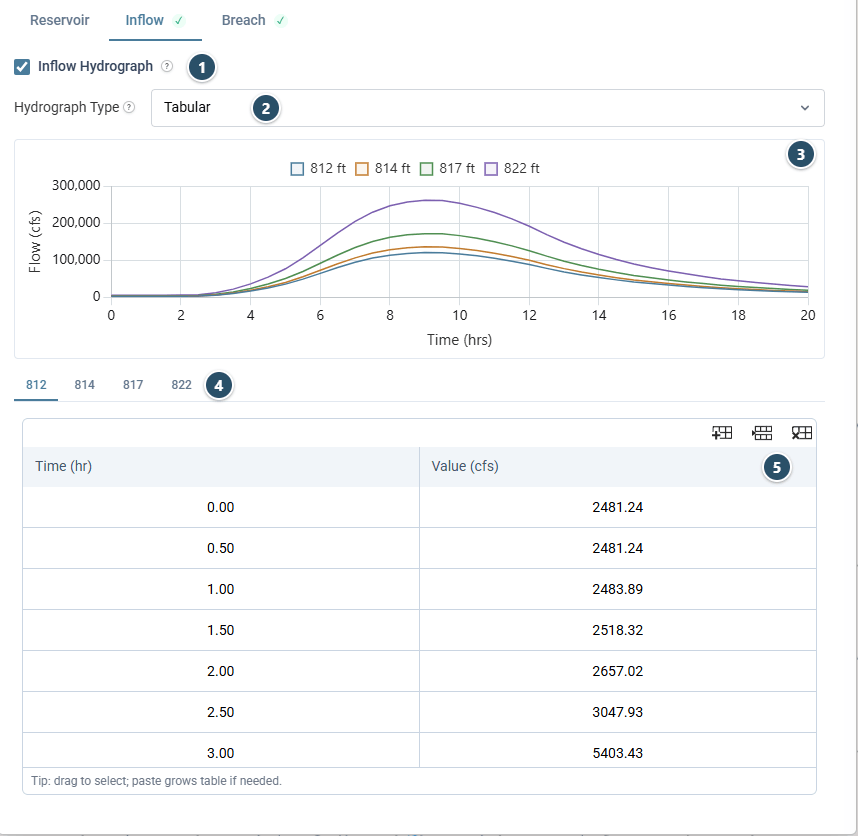 Reservoir Inflow ✓ Breach ✓
Inflow Hydrograph ? 1
Hydrograph Type ? Tabular 2
3
812 ft 814 ft 817 ft 822 ft
Flow (cfs)
300,000
200,000
100,000
0
0 2 4 6 8 10 12 14 16 18 20
Time (hrs)
812 814 817 822 4
Time (hr) Value (cfs) 5
0.00 2481.24
0.50 2481.24
1.00 2483.89
1.50 2518.32
2.00 2657.02
2.50 3047.93
3.00 5403.43
Tip: drag to select; paste grows table if needed.